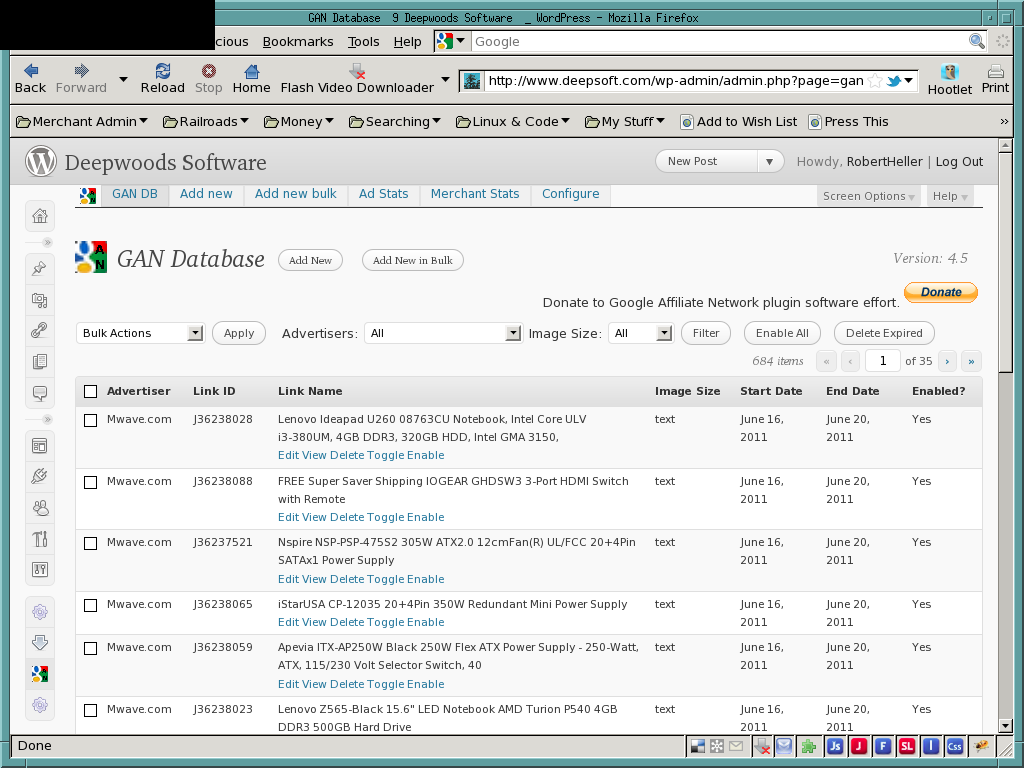 GAN Database 9 Deepwoods Software _ WordPress - Mozilla Firefox
cious Bookmarks Tools Help Google
Back Forward Reload Stop Home Flash Video Downloader http://www.deepsoft.com/wp-admin/admin.php?page=gan Hootlet Print
Merchant Admin Railroads Money Searching Linux & Code My Stuff Add to Wish List Press This »
Deepwoods Software New Post Howdy, RobertHeller | Log Out
GAN DB Add new Add new bulk Ad Stats Merchant Stats Configure Screen Options Help
GAN Database Add New Add New in Bulk Version: 4.5
Donate to Google Affiliate Network plugin software effort. Donate
Bulk Actions Apply Advertisers: All Image Size: All Filter Enable All Delete Expired
684 items « ‹ 1 of 35 › »
Advertiser Link ID Link Name Image Size Start Date End Date Enabled?
Mwave.com J36238028 Lenovo Ideapad U260 08763CU Notebook, Intel Core ULV text June 16, June 20, Yes
i3-380UM, 4GB DDR3, 320GB HDD, Intel GMA 3150, 2011 2011
Edit View Delete Toggle Enable
Mwave.com J36238088 FREE Super Saver Shipping IOGEAR GHDSW3 3-Port HDMI Switch text June 16, June 20, Yes
with Remote 2011 2011
Edit View Delete Toggle Enable
Mwave.com J36237521 Nspire NSP-PSP-475S2 305W ATX2.0 12cmFan(R) UL/FCC 20+4Pin text June 16, June 20, Yes
SATAx1 Power Supply 2011 2011
Edit View Delete Toggle Enable
Mwave.com J36238065 iStarUSA CP-12035 20+4Pin 350W Redundant Mini Power Supply text June 16, June 20, Yes
Edit View Delete Toggle Enable 2011 2011
Mwave.com J36238059 Apevia ITX-AP250W Black 250W Flex ATX Power Supply - 250-Watt, text June 16, June 20, Yes
ATX, 115/230 Volt Selector Switch, 40 2011 2011
Edit View Delete Toggle Enable
Mwave.com J36238023 Lenovo Z565-Black 15.6" LED Notebook AMD Turion P540 4GB text June 16, June 20, Yes
DDR3 500GB Hard Drive 2011 2011
Done Js J F SL I Css